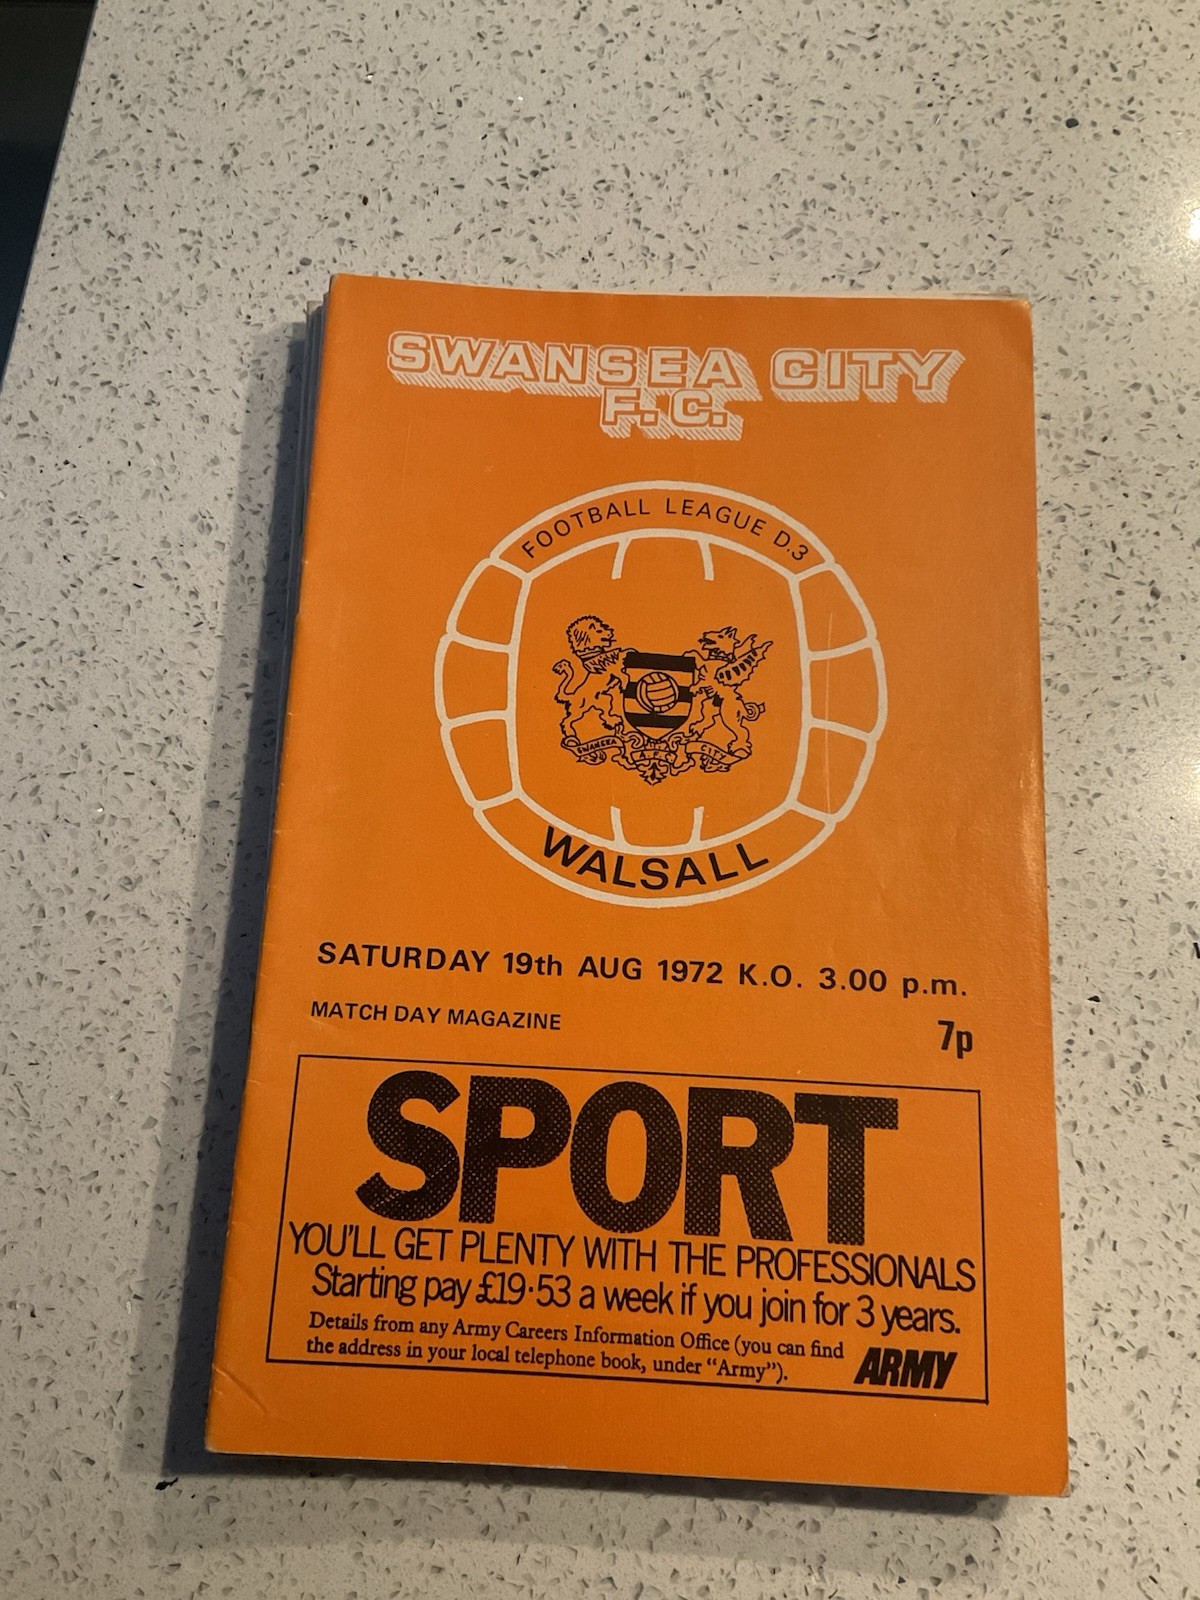 SWANSEA CITY
F.C.
FOOTBALL LEAGUE D.3
SWANSEA A.F.C. CITY
WALSALL
SATURDAY 19th AUG 1972 K.O. 3.00 p.m.
MATCH DAY MAGAZINE 7p
SPORT
YOU'LL GET PLENTY WITH THE PROFESSIONALS
Starting pay £19·53 a week if you join for 3 years.
Details from any Army Careers Information Office (you can find
the address in your local telephone book, under “Army”).
ARMY